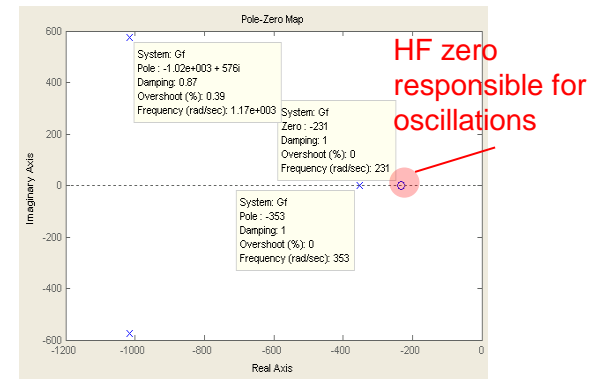 Pole-Zero Map
HF zero
responsible for
oscillations
System: Gf
Pole : -1.02e+003 + 576i
Damping: 0.87
Overshoot (%): 0.39
Frequency (rad/sec): 1.17e+003
System: Gf
Zero : -231
Damping: 1
Overshoot (%): 0
Frequency (rad/sec): 231
System: Gf
Pole : -353
Damping: 1
Overshoot (%): 0
Frequency (rad/sec): 353
Imaginary Axis
600
400
200
0
-200
-400
-600
-1200
-1000
-800
-600
-400
-200
0
Real Axis